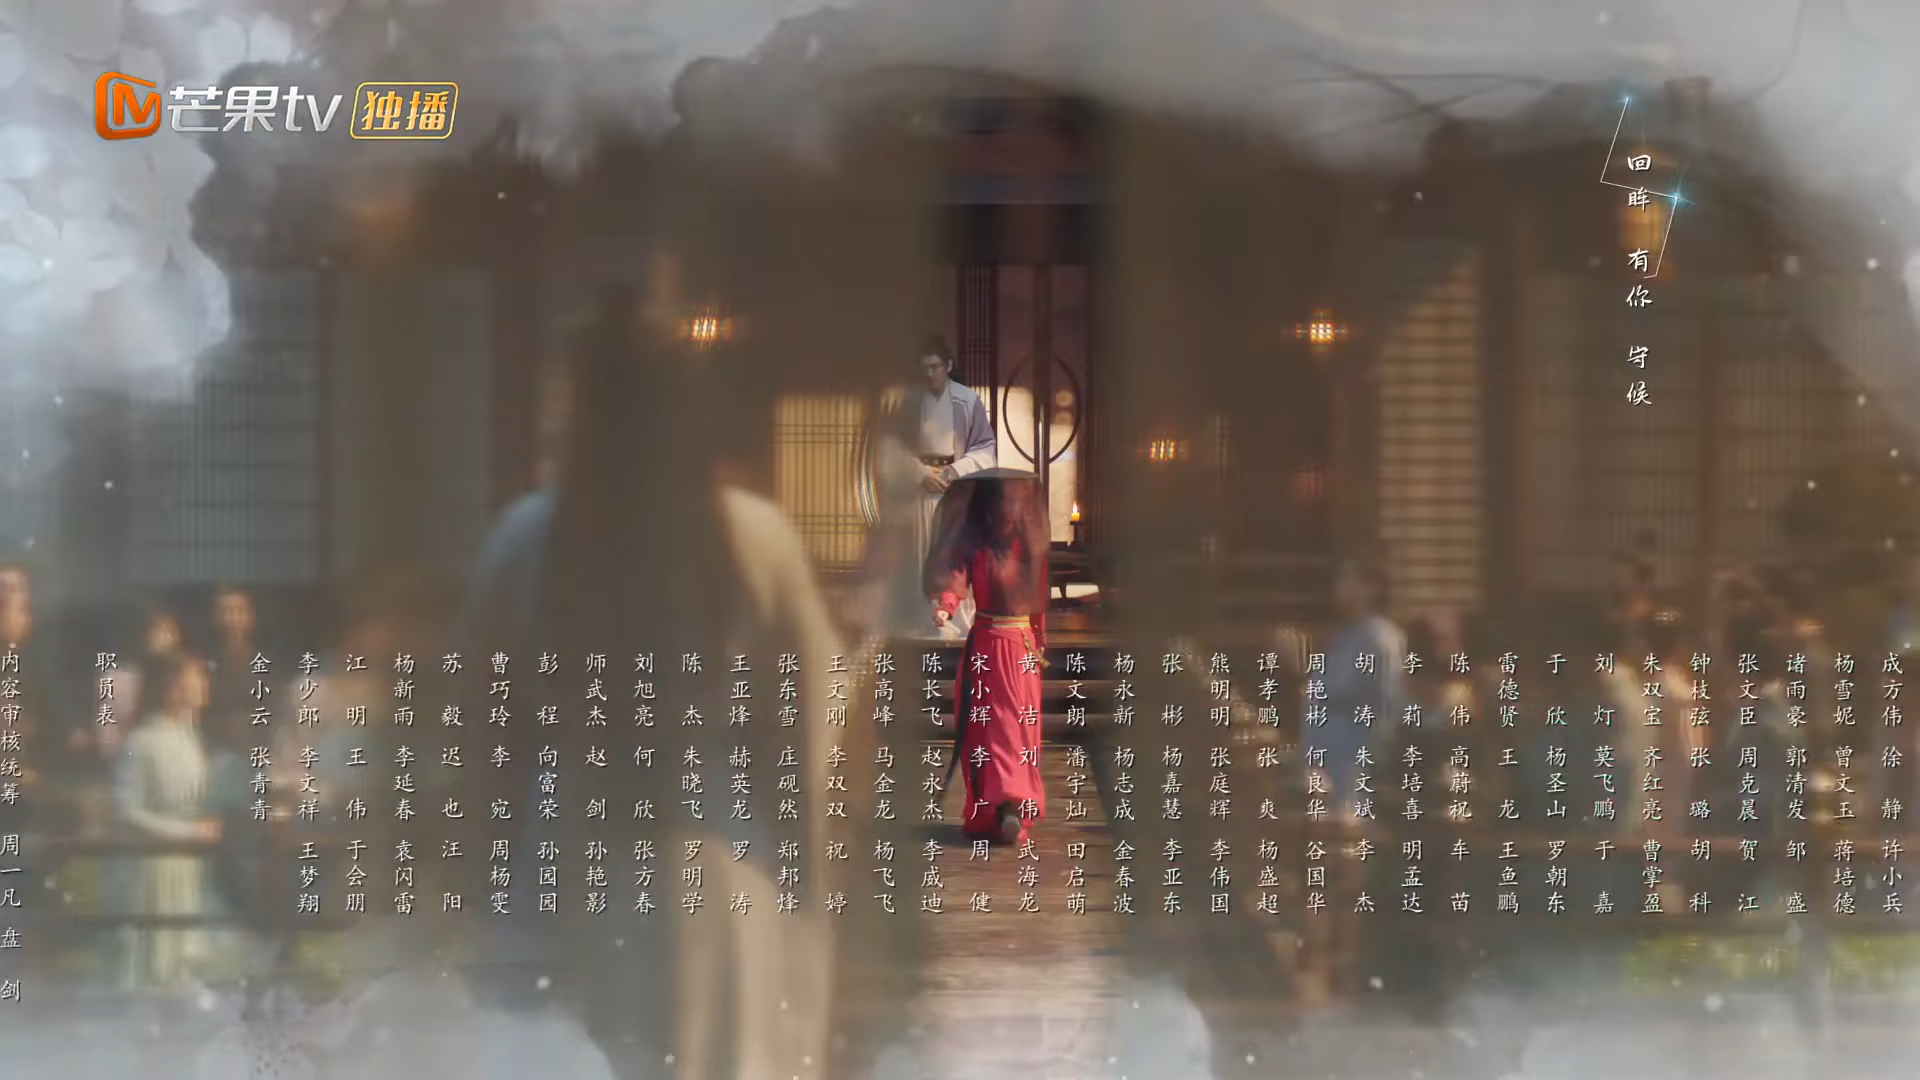 芒果tv 独播
回眸 有你 守候
成方伟 徐静 许小兵
杨雪妮 曾文玉 蒋培德
诸雨豪 郭清发 邹盛
张文臣 周克晨 贺江
钟枝弦 张璐 胡科
朱双宝 齐红亮 曹掌盈
刘灯 莫飞鹏 于嘉
于欣 杨圣山 罗朝东
雷德贤 王龙 王鱼鹏
陈伟 高蔚祝 车苗
李莉 李培喜 明孟达
胡涛 朱文斌 李杰
周艳彬 何良华 谷国华
谭孝鹏 张爽 杨盛超
熊明明 张庭辉 李伟国
张彬 杨嘉慧 李亚东
杨永新 杨志成 金春波
陈文朗 潘宇灿 田启萌
黄洁 刘伟 武海龙
宋小辉 李广 周健
陈长飞 赵永杰 李威迪
张高峰 马金龙 杨飞飞
王文刚 李双双 祝婷
张东雪 庄砚然 郑邦烽
王亚烽 赫英龙 罗涛
陈杰 朱晓飞 罗明学
刘旭亮 何欣 张方春
师武杰 赵剑 孙艳影
彭程 向富荣 孙园园
曹巧玲 李宛 周杨雯
苏毅 迟也 汪阳
杨新雨 李延春 袁闪雷
江明 王伟 于会朋
李少郎 李文祥 王梦翔
金小云 张青青
职员表
内容审核统筹 周一凡 盘剑